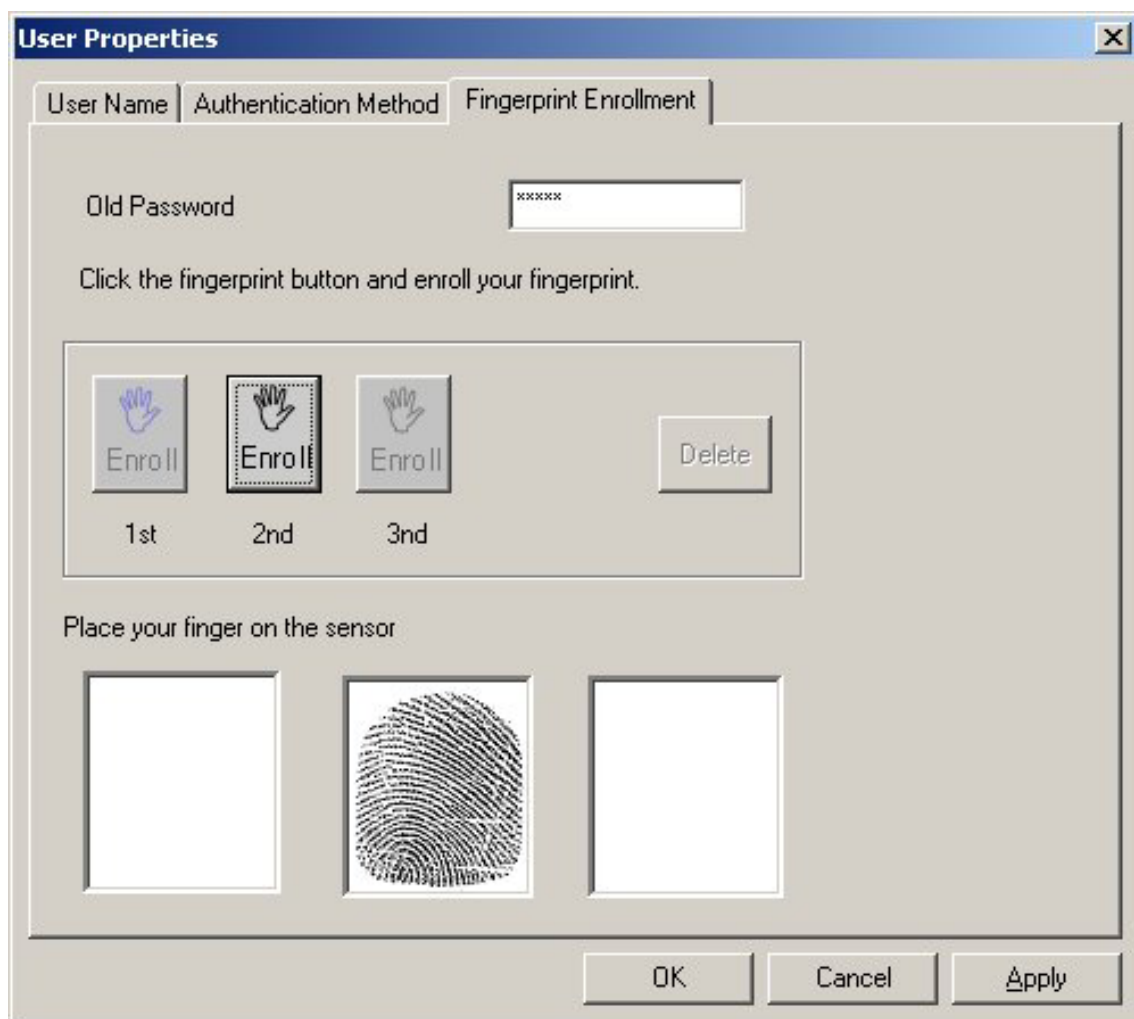 User Properties
User Name Authentication Method Fingerprint Enrollment
Old Password xxxxx
Click the fingerprint button and enroll your fingerprint.
Enroll Enroll Enroll Delete
1st 2nd 3nd
Place your finger on the sensor
OK Cancel Apply